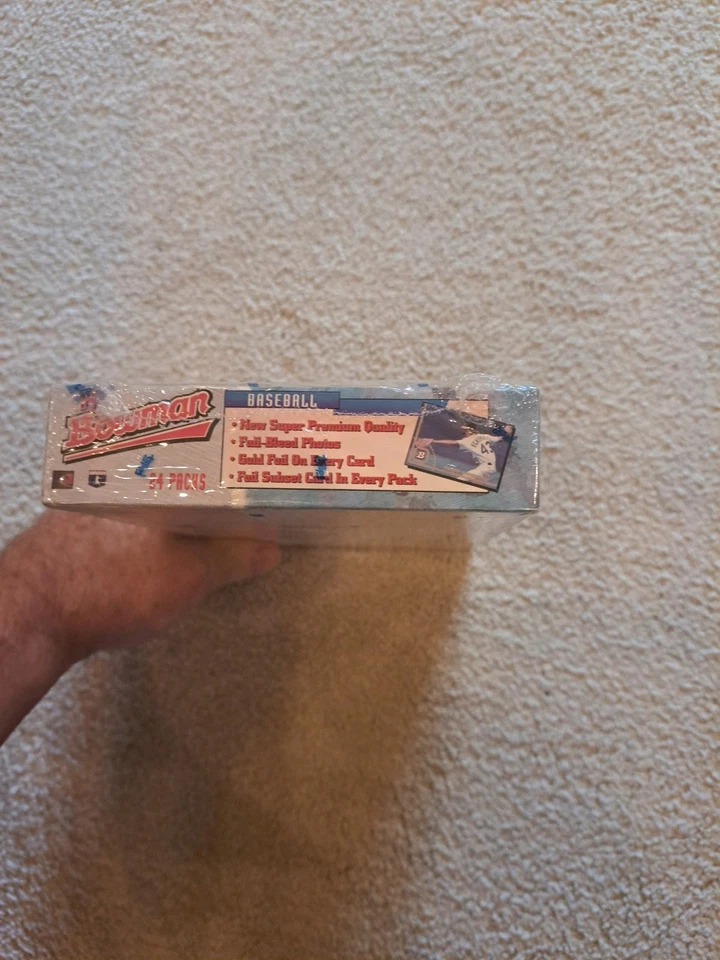 Bowman
24 PACKS
BASEBALL
• New Super Premium Quality
• Full-Bleed Photos
• Gold Foil On Every Card
• Foil Subset Card In Every Pack
B